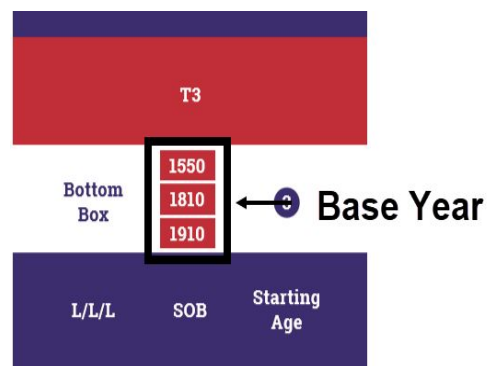 T3
1550
1810
1910
Bottom
Box
Base Year
L/L/L
SOB
Starting
Age